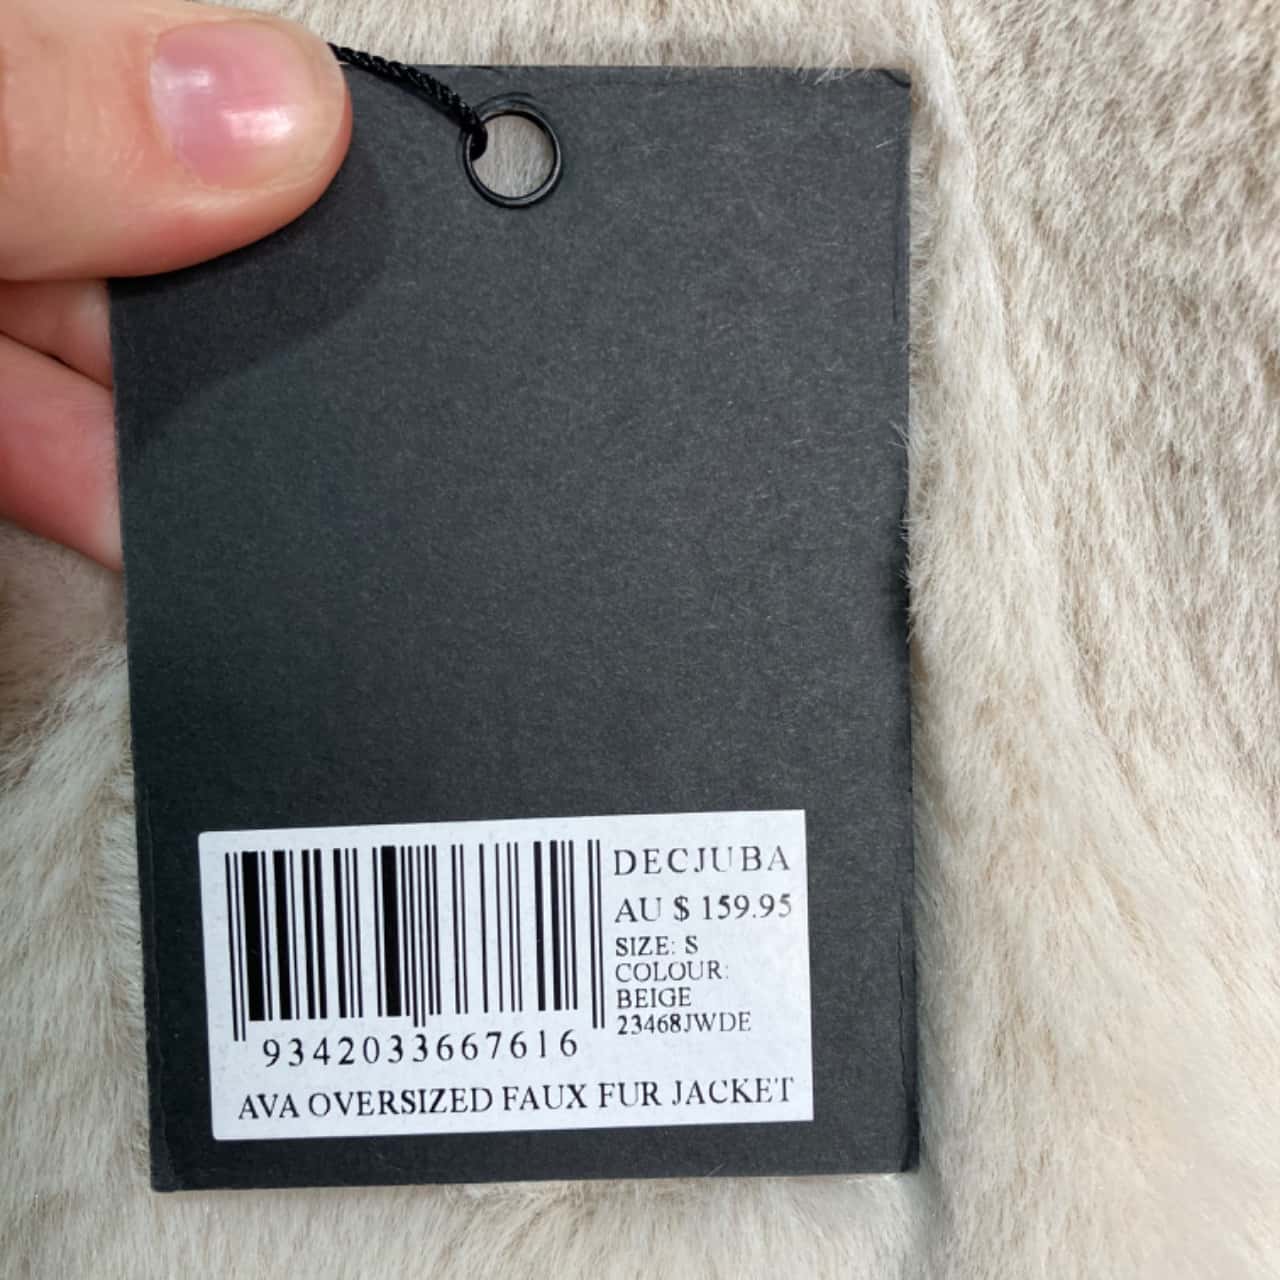 DECJUBA
AU $ 159.95
SIZE: S
COLOUR:
BEIGE
23468JWDE
9342033667616
AVA OVERSIZED FAUX FUR JACKET